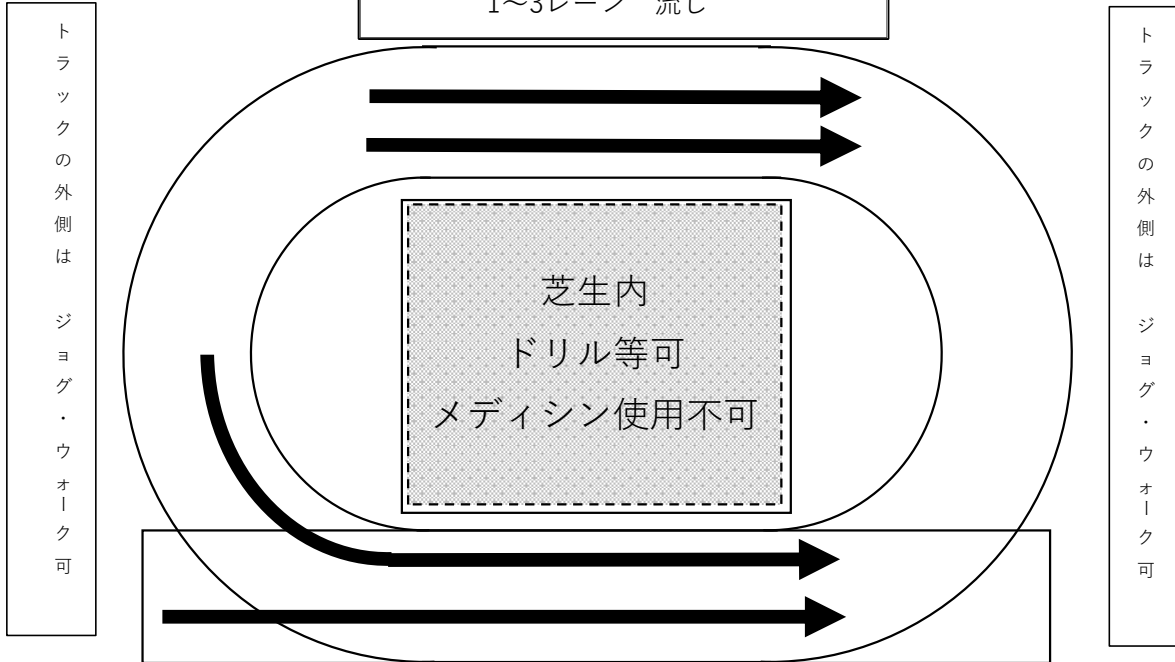 1～3レーン　流し
トラックの外側は　ジョグ・ウォーク可
芝生内
ドリル等可
メディシン使用不可
トラックの外側は　ジョグ・ウォーク可